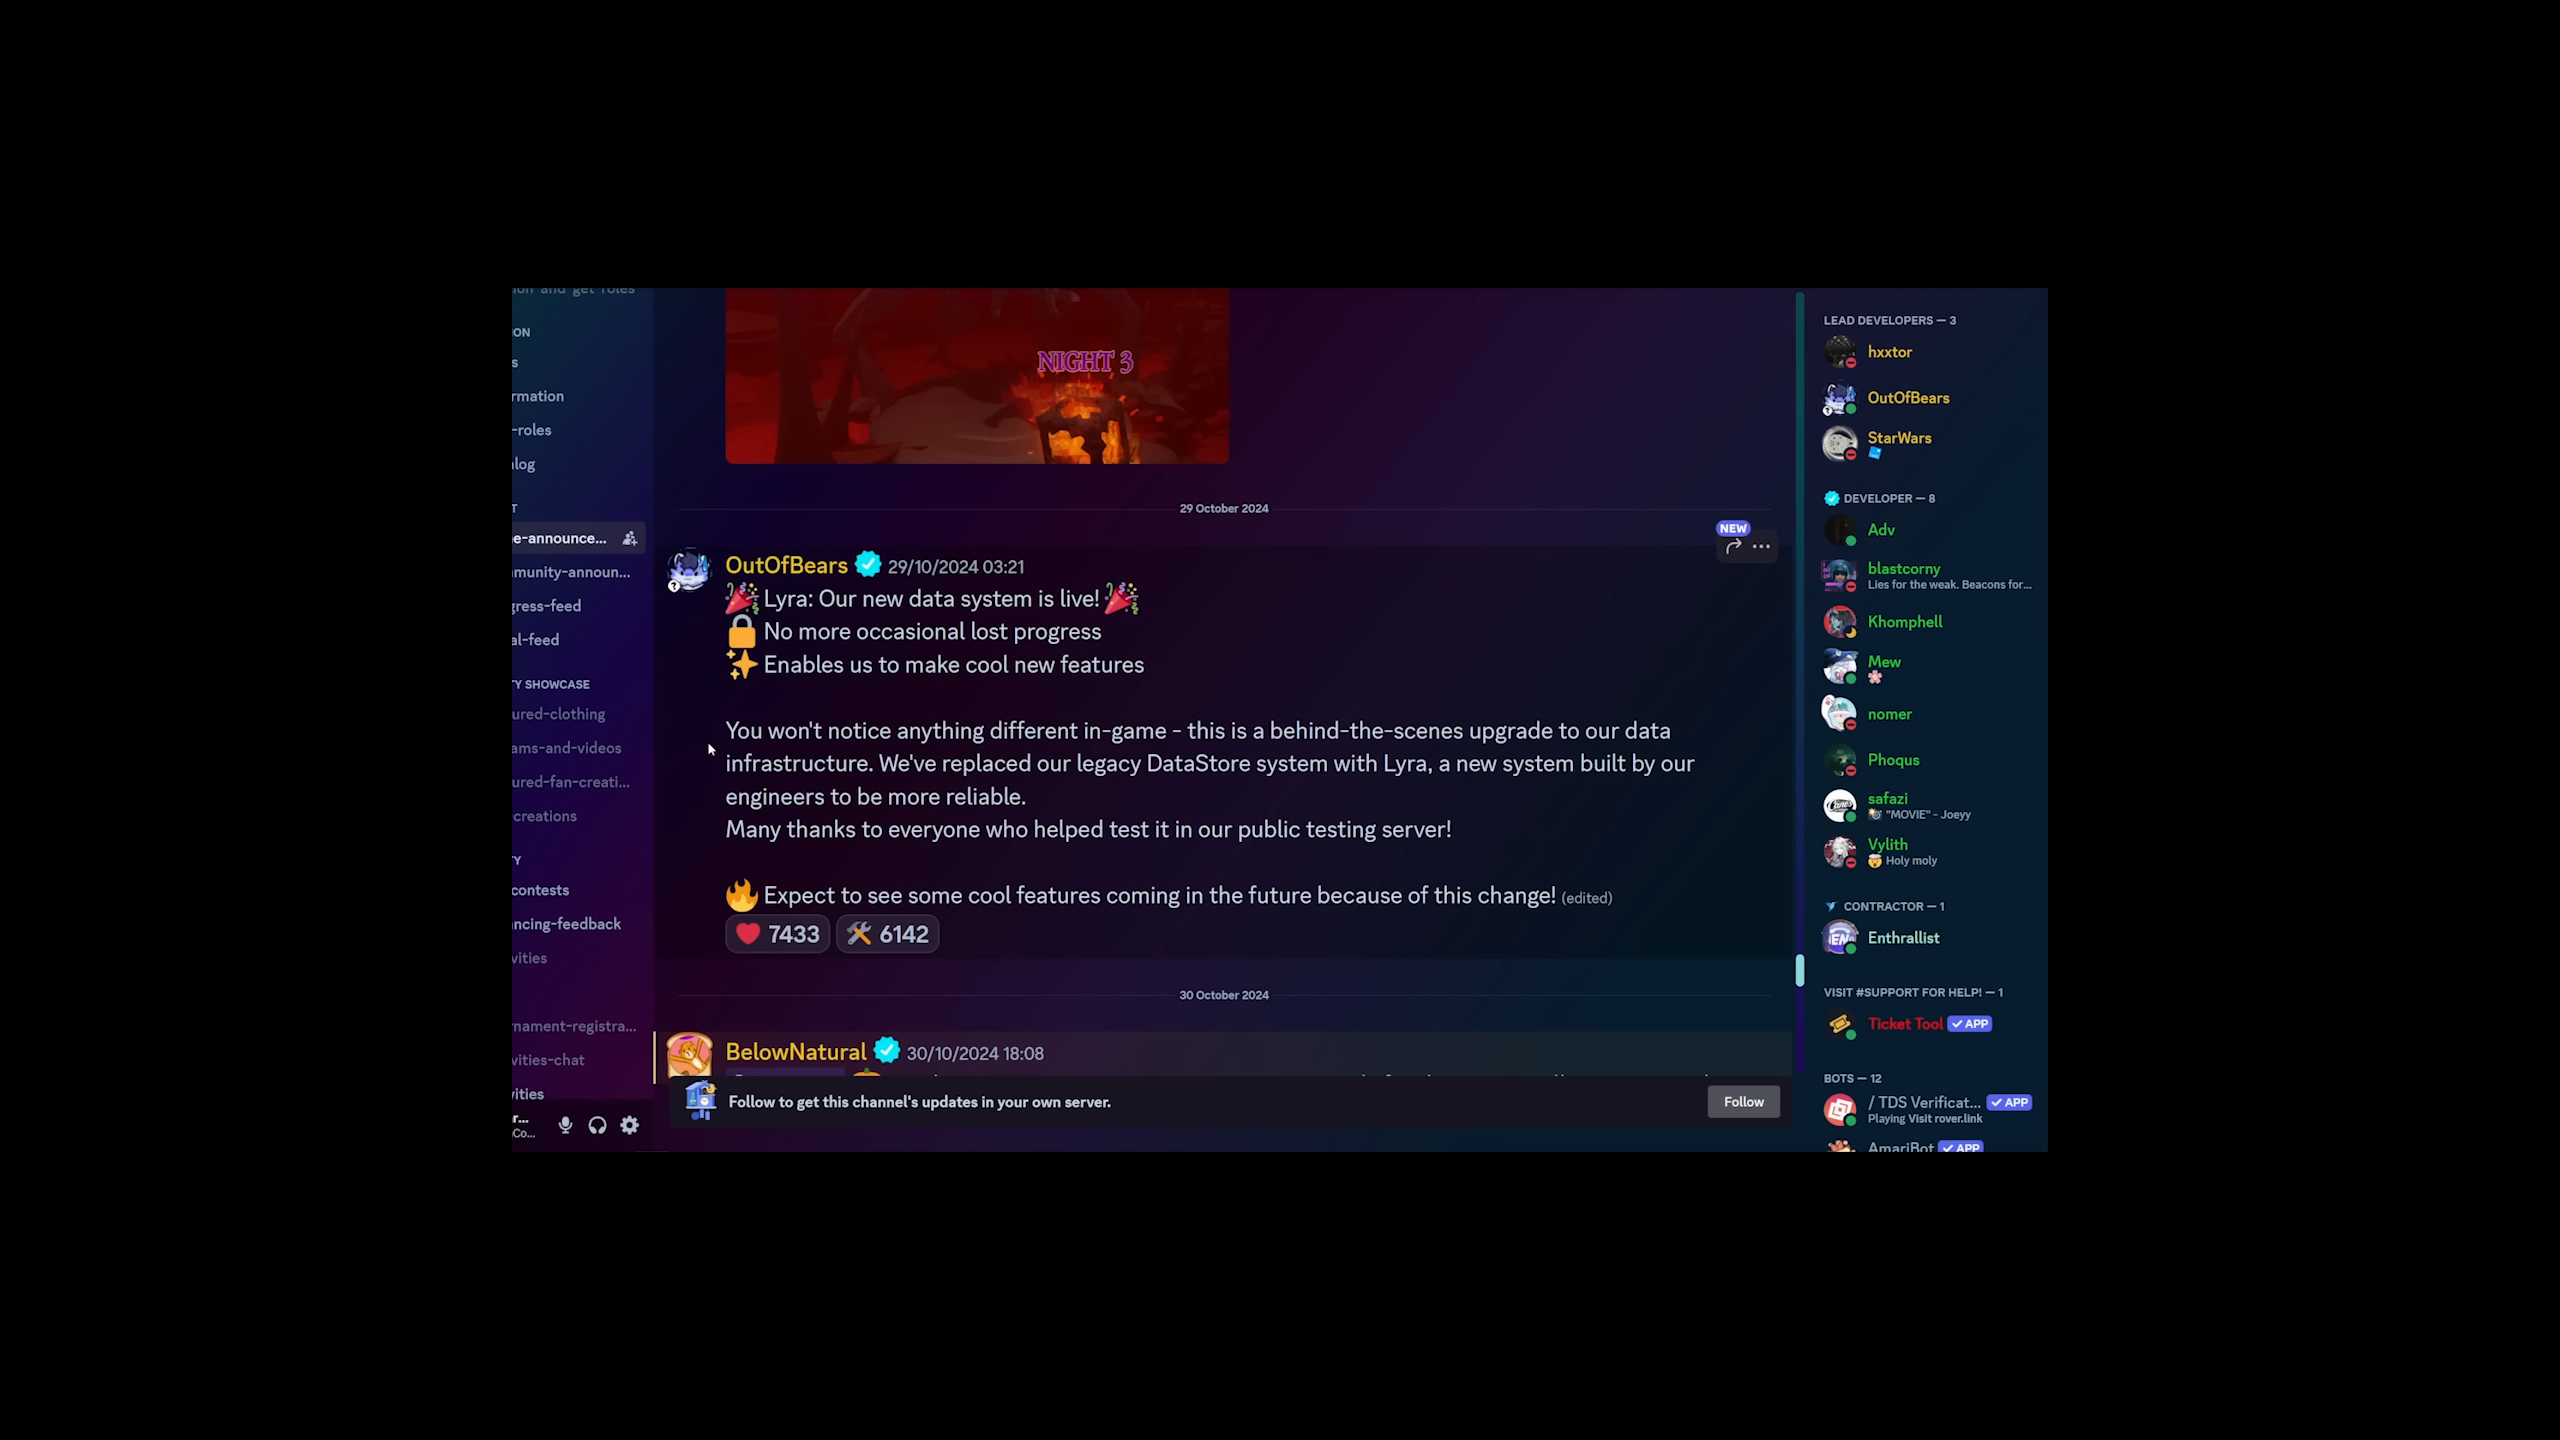 ion and get roles
ON
s
rmation
-roles
alog
T
e-announce...
munity-announ...
gress-feed
al-feed
TY SHOWCASE
ured-clothing
ams-and-videos
ured-fan-creati...
creations
TY
contests
ncing-feedback
vities
nament-registra...
vities-chat
vities
r...
Co...
NIGHT 3
29 October 2024
NEW
OutOfBears 29/10/2024 03:21
🎉 Lyra: Our new data system is live! 🎉
🔒 No more occasional lost progress
✨ Enables us to make cool new features
You won't notice anything different in-game - this is a behind-the-scenes upgrade to our data
infrastructure. We've replaced our legacy DataStore system with Lyra, a new system built by our
engineers to be more reliable.
Many thanks to everyone who helped test it in our public testing server!
🔥 Expect to see some cool features coming in the future because of this change! (edited)
❤️ 7433 🛠️ 6142
30 October 2024
BelowNatural 30/10/2024 18:08
Follow to get this channel's updates in your own server.
Follow
LEAD DEVELOPERS — 3
hxxtor
OutOfBears
StarWars
DEVELOPER — 8
Adv
blastcorny
Lies for the weak. Beacons for...
Khomphell
Mew
nomer
Phoqus
safazi
"MOVIE" - Joeyy
Vylith
Holy moly
CONTRACTOR — 1
EN
Enthrallist
VISIT #SUPPORT FOR HELP! — 1
Ticket Tool ✓ APP
BOTS — 12
/ TDS Verificat... ✓ APP
Playing Visit rover.link
AmariBot ✓ APP